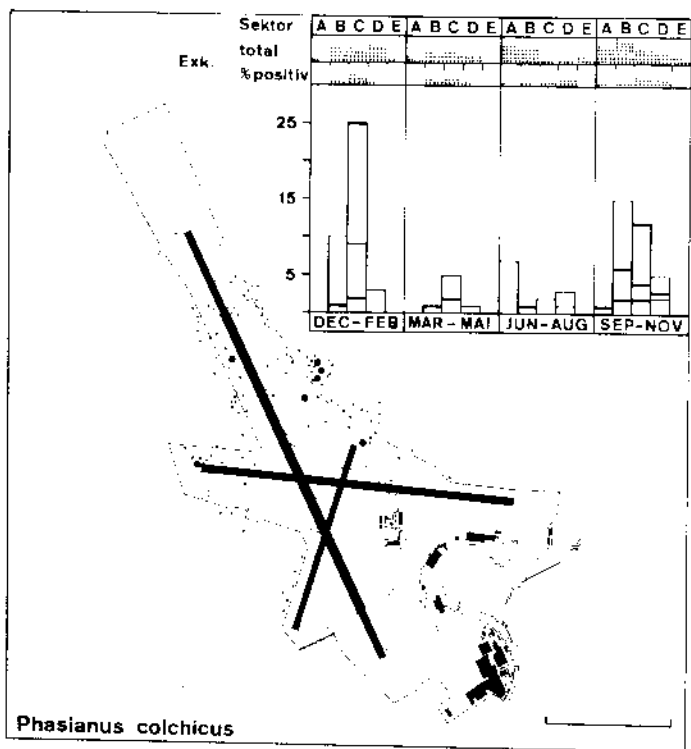 Sektor A B C D E A B C D E A B C D E A B C D E
Exk. total
% positiv
25
15
5
DEC-FEB MAR-MAI JUN-AUG SEP-NOV
Phasianus colchicus